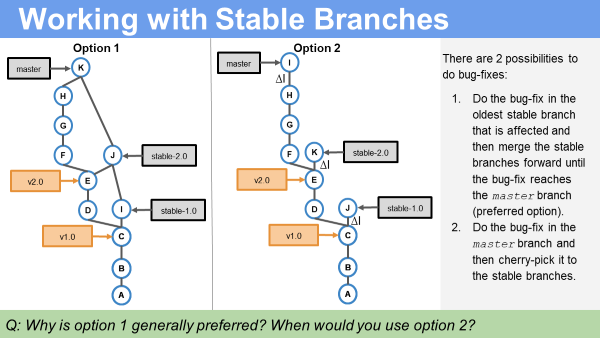 Working with Stable Branches
Option 1
master
K
H
G
F
J
stable-2.0
v2.0
E
D
I
stable-1.0
v1.0
C
B
A
Option 2
master
I
ΔI
H
G
F
K
stable-2.0
ΔI
v2.0
E
D
J
stable-1.0
ΔI
v1.0
C
B
A
There are 2 possibilities to
do bug-fixes:
1. Do the bug-fix in the
oldest stable branch
that is affected and
then merge the stable
branches forward until
the bug-fix reaches
the master branch
(preferred option).
2. Do the bug-fix in the
master branch and
then cherry-pick it to
the stable branches.
Q: Why is option 1 generally preferred? When would you use option 2?